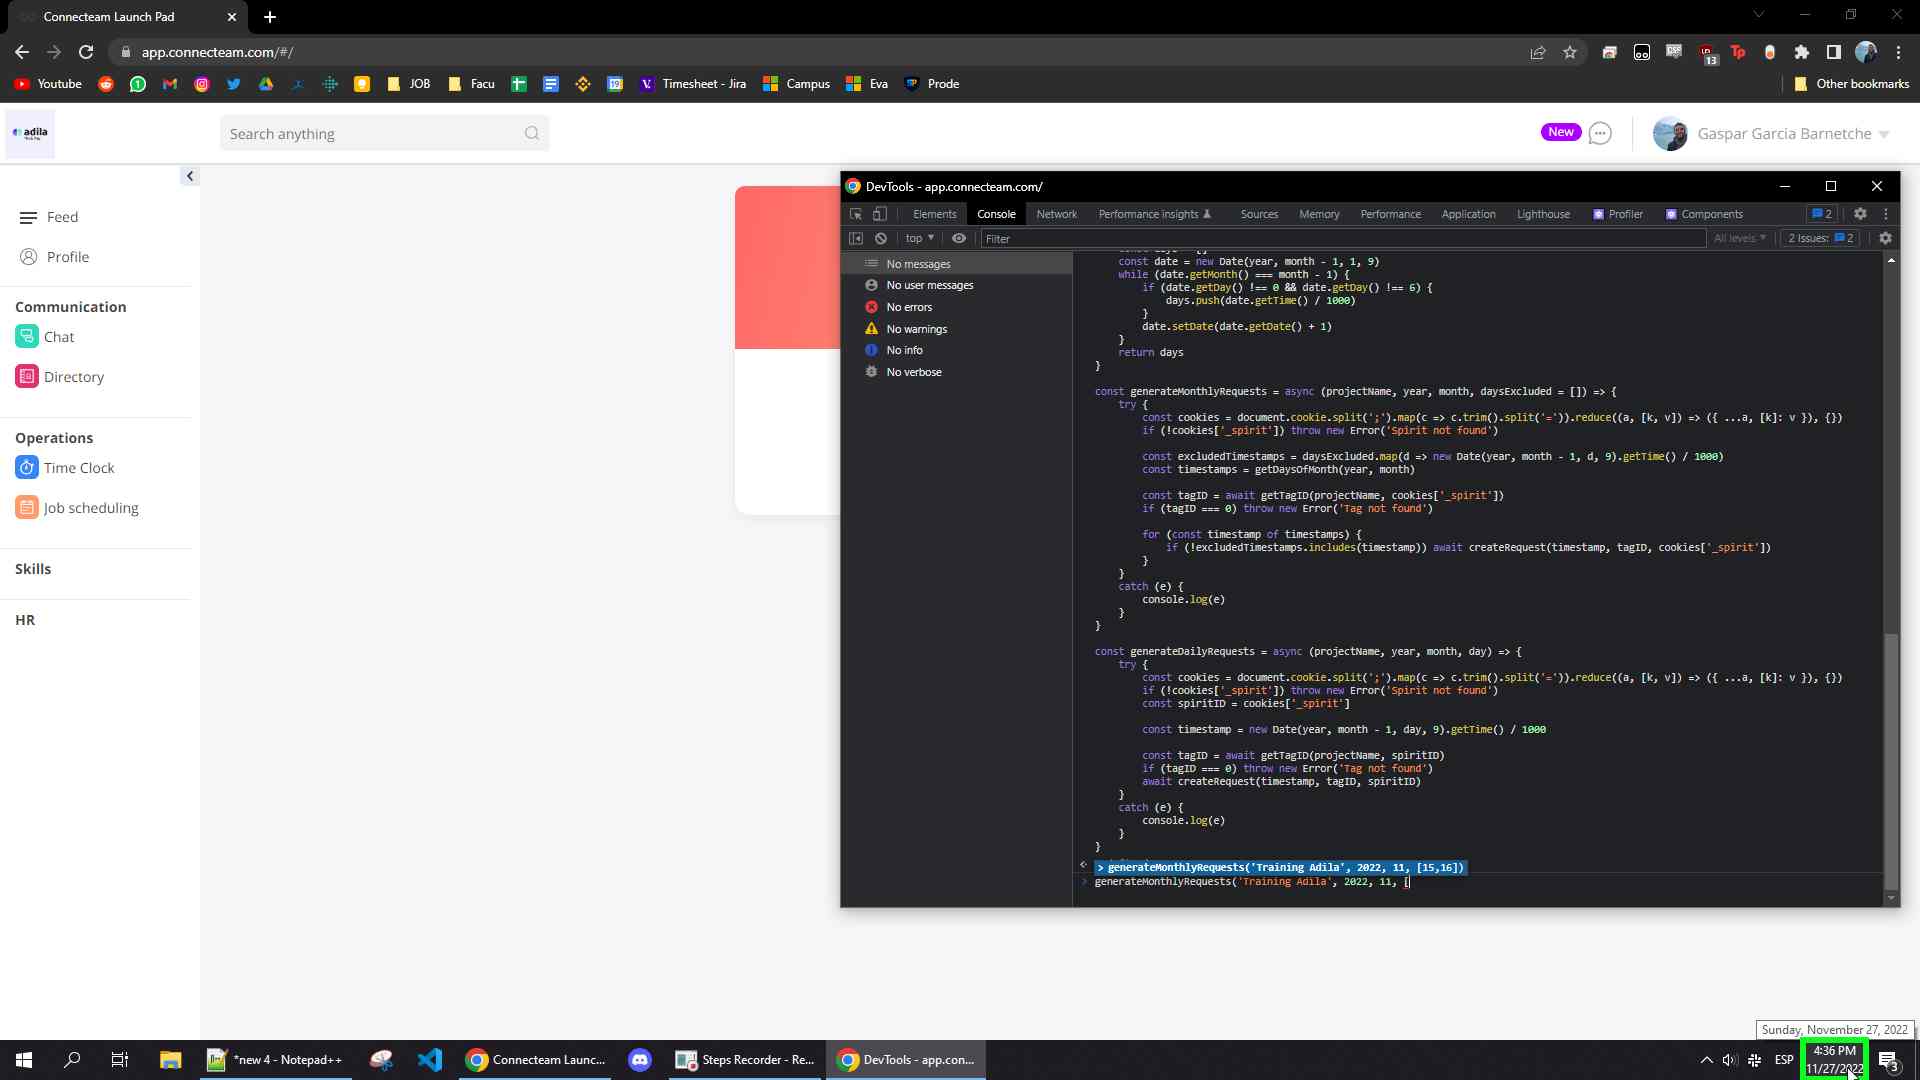 Connecteam Launch Pad
app.connecteam.com/#/
13
Youtube
JOB
Facu
Timesheet - Jira
Campus
Eva
Prode
Other bookmarks
adila
Search anything
New
Gaspar Garcia Barnetche
Feed
Profile
Communication
Chat
Directory
Operations
Time Clock
Job scheduling
Skills
HR
DevTools - app.connecteam.com/
Elements
Console
Network
Performance insights
Sources
Memory
Performance
Application
Lighthouse
Profiler
Components
2
top
Filter
All levels
2 Issues: 2
No messages
No user messages
No errors
No warnings
No info
No verbose
const date = new Date(year, month - 1, 1, 9)
while (date.getMonth() === month - 1) {
if (date.getDay() !== 0 && date.getDay() !== 6) {
days.push(date.getTime() / 1000)
}
date.setDate(date.getDate() + 1)
}
return days
}
const generateMonthlyRequests = async (projectName, year, month, daysExcluded = []) => {
try {
const cookies = document.cookie.split(';').map(c => c.trim().split('=')).reduce((a, [k, v]) => ({ ...a, [k]: v }), {})
if (!cookies['_spirit']) throw new Error('Spirit not found')
const excludedTimestamps = daysExcluded.map(d => new Date(year, month - 1, d, 9).getTime() / 1000)
const timestamps = getDaysOfMonth(year, month)
const tagID = await getTagID(projectName, cookies['_spirit'])
if (tagID === 0) throw new Error('Tag not found')
for (const timestamp of timestamps) {
if (!excludedTimestamps.includes(timestamp)) await createRequest(timestamp, tagID, cookies['_spirit'])
}
}
catch (e) {
console.log(e)
}
}
const generateDailyRequests = async (projectName, year, month, day) => {
try {
const cookies = document.cookie.split(';').map(c => c.trim().split('=')).reduce((a, [k, v]) => ({ ...a, [k]: v }), {})
if (!cookies['_spirit']) throw new Error('Spirit not found')
const spiritID = cookies['_spirit']
const timestamp = new Date(year, month - 1, day, 9).getTime() / 1000
const tagID = await getTagID(projectName, spiritID)
if (tagID === 0) throw new Error('Tag not found')
await createRequest(timestamp, tagID, spiritID)
}
catch (e) {
console.log(e)
}
}
> generateMonthlyRequests('Training Adila', 2022, 11, [15,16])
> generateMonthlyRequests('Training Adila', 2022, 11, [
Sunday, November 27, 2022
*new 4 - Notepad++
Connecteam Launc...
Steps Recorder - Re...
DevTools - app.con...
ESP
4:36 PM
11/27/2022
3